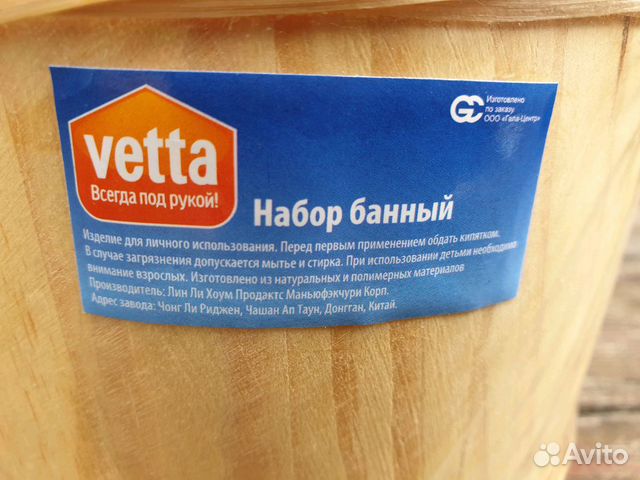 vetta
Всегда под рукой!
GC
Изготовлено
по заказу
ООО «Гала-Центр»
Набор банный
Изделие для личного использования. Перед первым применением обдать кипятком.
В случае загрязнения допускается мытье и стирка. При использовании детьми необходимо
внимание взрослых. Изготовлено из натуральных и полимерных материалов
Производитель: Лин Ли Хоум Продактс Маньюфэкчури Корп.
Адрес завода: Чонг Ли Риджен, Чашан Ап Таун, Донгган, Китай.
Avito